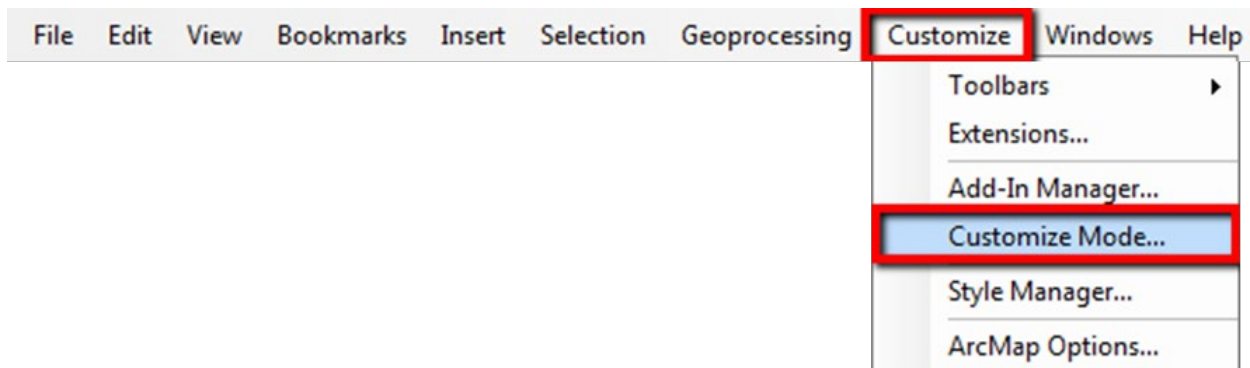 File Edit View Bookmarks Insert Selection Geoprocessing Customize Windows Help
Toolbars
Extensions...
Add-In Manager...
Customize Mode...
Style Manager...
ArcMap Options...